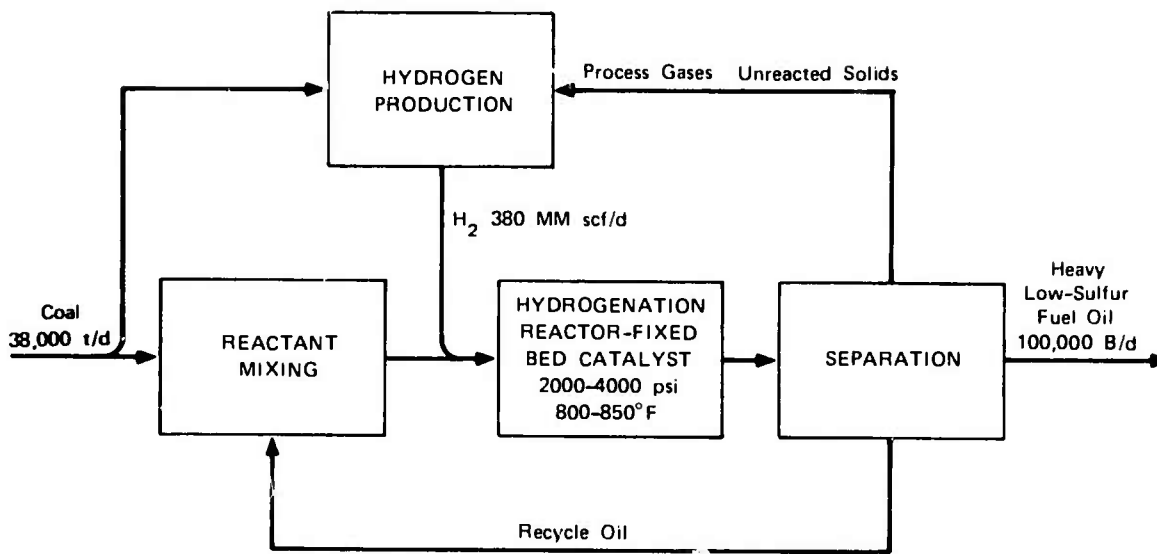 HYDROGEN
PRODUCTION
Process Gases Unreacted Solids
H2 380 MM scf/d
Coal
38,000 t/d
REACTANT
MIXING
HYDROGENATION
REACTOR-FIXED
BED CATALYST
2000-4000 psi
800-850°F
SEPARATION
Heavy
Low-Sulfur
Fuel Oil
100,000 B/d
Recycle Oil